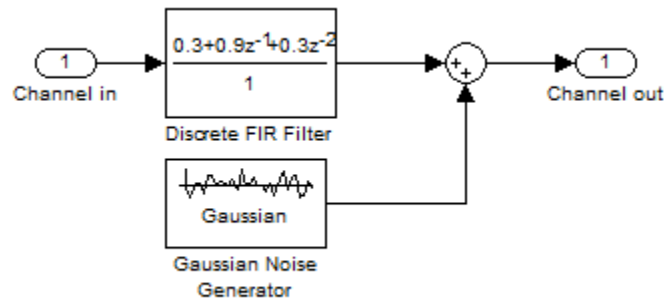 0.3+0.9z⁻¹+0.3z⁻²
1
1
1
Channel in
Channel out
Discrete FIR Filter
Gaussian
Gaussian Noise
Generator